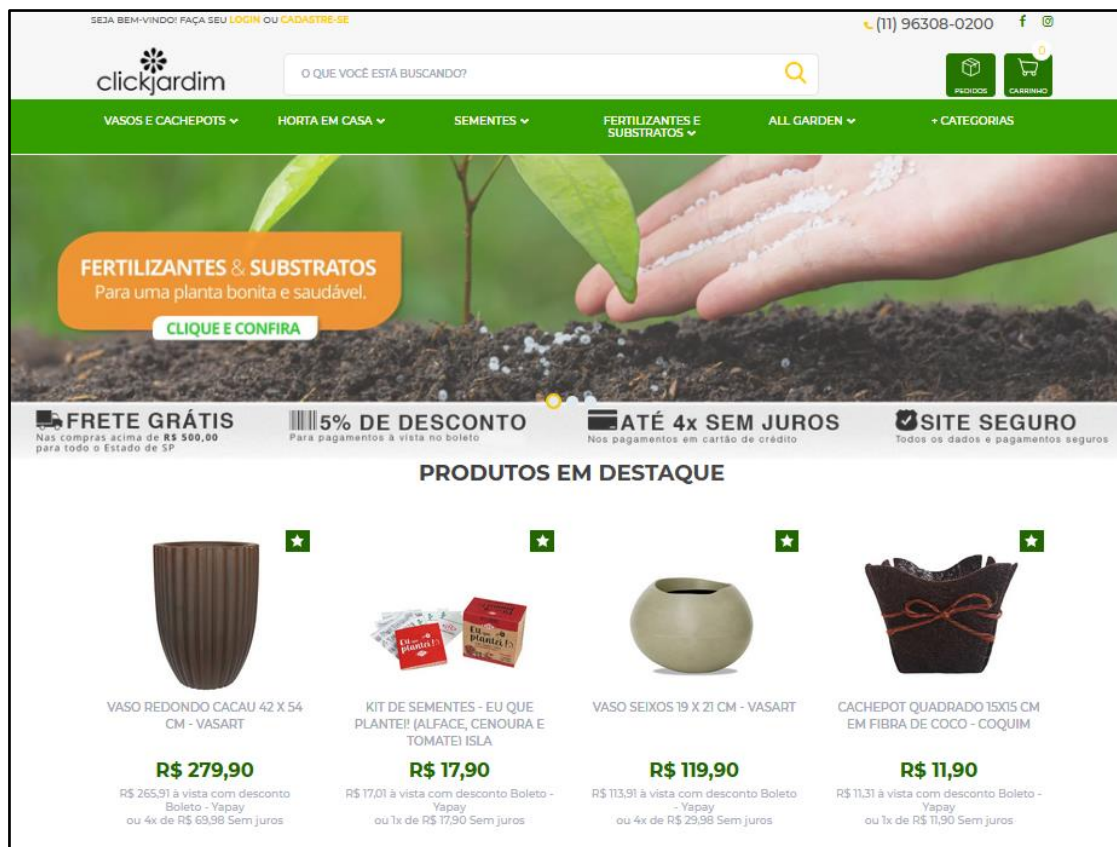 SEJA BEM-VINDO! FAÇA SEU LOGIN OU CADASTRE-SE
(11) 96308-0200
clickjardim
O QUE VOCÊ ESTÁ BUSCANDO?
0
PEDIDOS
CARRINHO
VASOS E CACHEPOTS
HORTA EM CASA
SEMENTES
FERTILIZANTES E
SUBSTRATOS
ALL GARDEN
+ CATEGORIAS
FERTILIZANTES & SUBSTRATOS
Para uma planta bonita e saudável.
CLIQUE E CONFIRA
FRETE GRÁTIS
Nas compras acima de R$ 500,00
para todo o Estado de SP
5% DE DESCONTO
Para pagamentos à vista no boleto
ATÉ 4x SEM JUROS
Nos pagamentos em cartão de crédito
SITE SEGURO
Todos os dados e pagamentos seguros
PRODUTOS EM DESTAQUE
Eu que
plantei!
Eu que
plantei!
VASO REDONDO CACAU 42 X 54
CM - VASART
R$ 279,90
R$ 265,91 à vista com desconto
Boleto - Yapay
ou 4x de R$ 69,98 Sem juros
KIT DE SEMENTES - EU QUE
PLANTEI! (ALFACE, CENOURA E
TOMATE) ISLA
R$ 17,90
R$ 17,01 à vista com desconto Boleto -
Yapay
ou 1x de R$ 17,90 Sem juros
VASO SEIXOS 19 X 21 CM - VASART
R$ 119,90
R$ 113,91 à vista com desconto Boleto
- Yapay
ou 4x de R$ 29,98 Sem juros
CACHEPOT QUADRADO 15X15 CM
EM FIBRA DE COCO - COQUIM
R$ 11,90
R$ 11,31 à vista com desconto Boleto -
Yapay
ou 1x de R$ 11,90 Sem juros